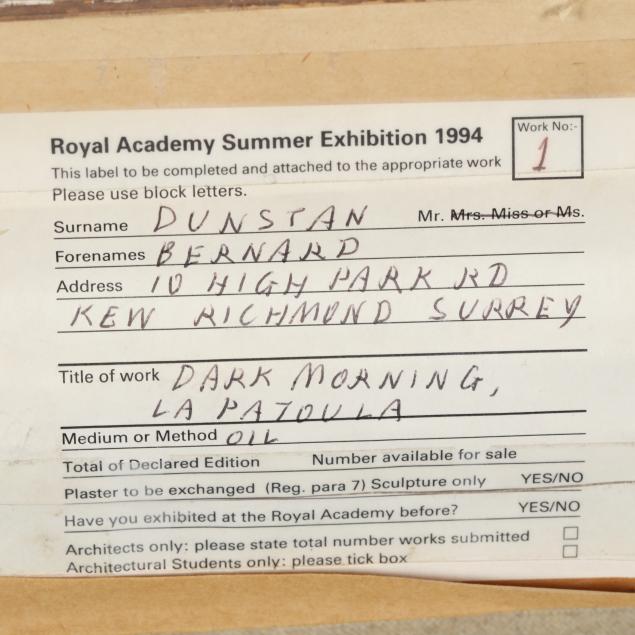 Royal Academy Summer Exhibition 1994
Work No:-
1
This label to be completed and attached to the appropriate work
Please use block letters.
Surname DUNSTAN Mr. Mrs. Miss or Ms.
Forenames BERNARD
Address 10 HIGH PARK RD
KEW RICHMOND SURREY
Title of work DARK MORNING,
LA PATOULA
Medium or Method OIL
Total of Declared Edition Number available for sale
Plaster to be exchanged (Reg. para 7) Sculpture only YES/NO
Have you exhibited at the Royal Academy before? YES/NO
Architects only: please state total number works submitted
Architectural Students only: please tick box